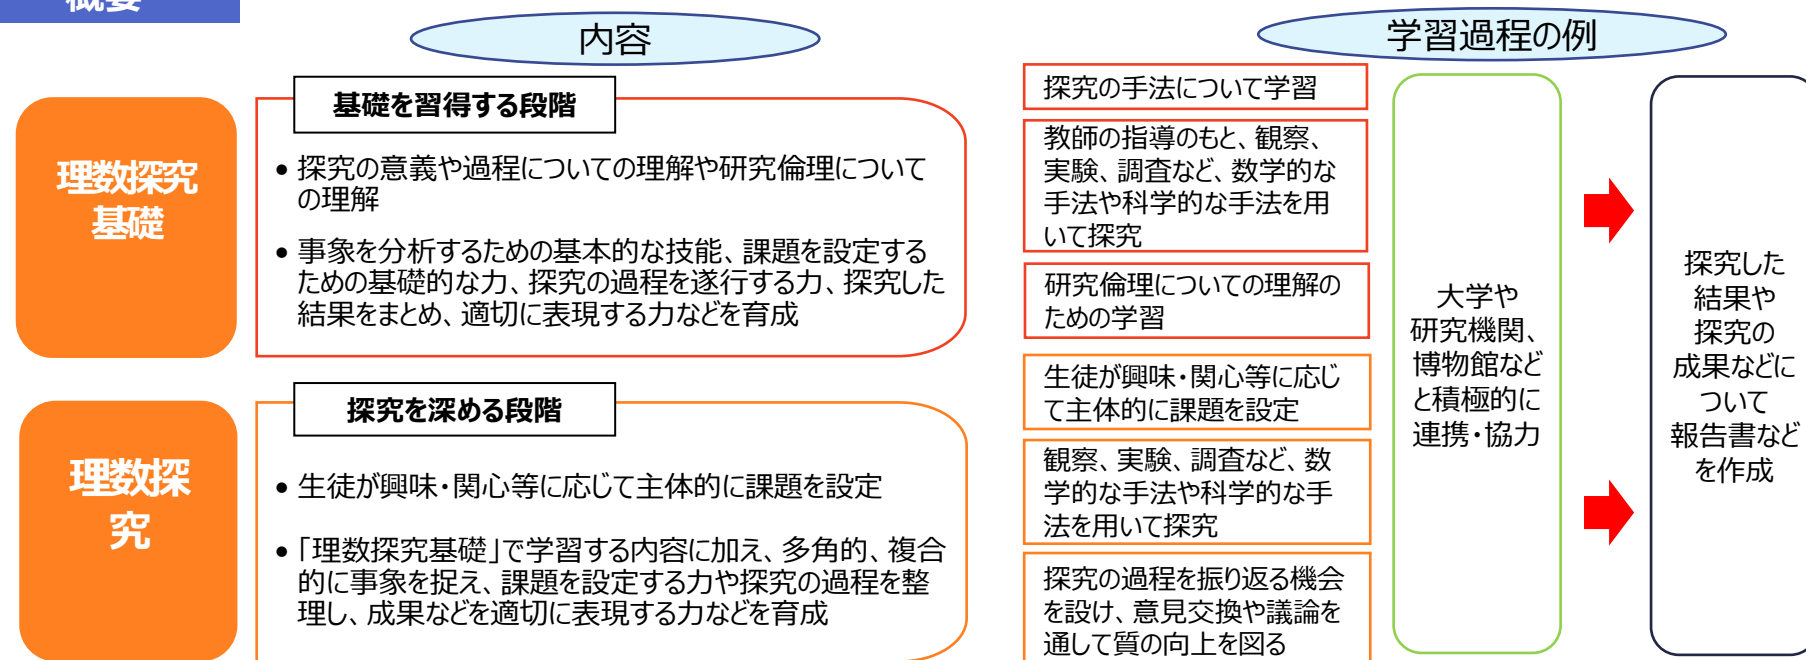 概要
内容
学習過程の例
理数探究
基礎
基礎を習得する段階
• 探究の意義や過程についての理解や研究倫理について
の理解
• 事象を分析するための基本的な技能、課題を設定する
ための基礎的な力、探究の過程を遂行する力、探究した
結果をまとめ、適切に表現する力などを育成
理数探
究
探究を深める段階
• 生徒が興味・関心等に応じて主体的に課題を設定
• 「理数探究基礎」で学習する内容に加え、多角的、複合
的に事象を捉え、課題を設定する力や探究の過程を整
理し、成果などを適切に表現する力などを育成
探究の手法について学習
教師の指導のもと、観察、
実験、調査など、数学的な
手法や科学的な手法を用
いて探究
研究倫理についての理解の
ための学習
生徒が興味・関心等に応じ
て主体的に課題を設定
観察、実験、調査など、数
学的な手法や科学的な手
法を用いて探究
探究の過程を振り返る機会
を設け、意見交換や議論を
通して質の向上を図る
大学や
研究機関、
博物館など
と積極的に
連携・協力
探究した
結果や
探究の
成果などに
ついて
報告書など
を作成